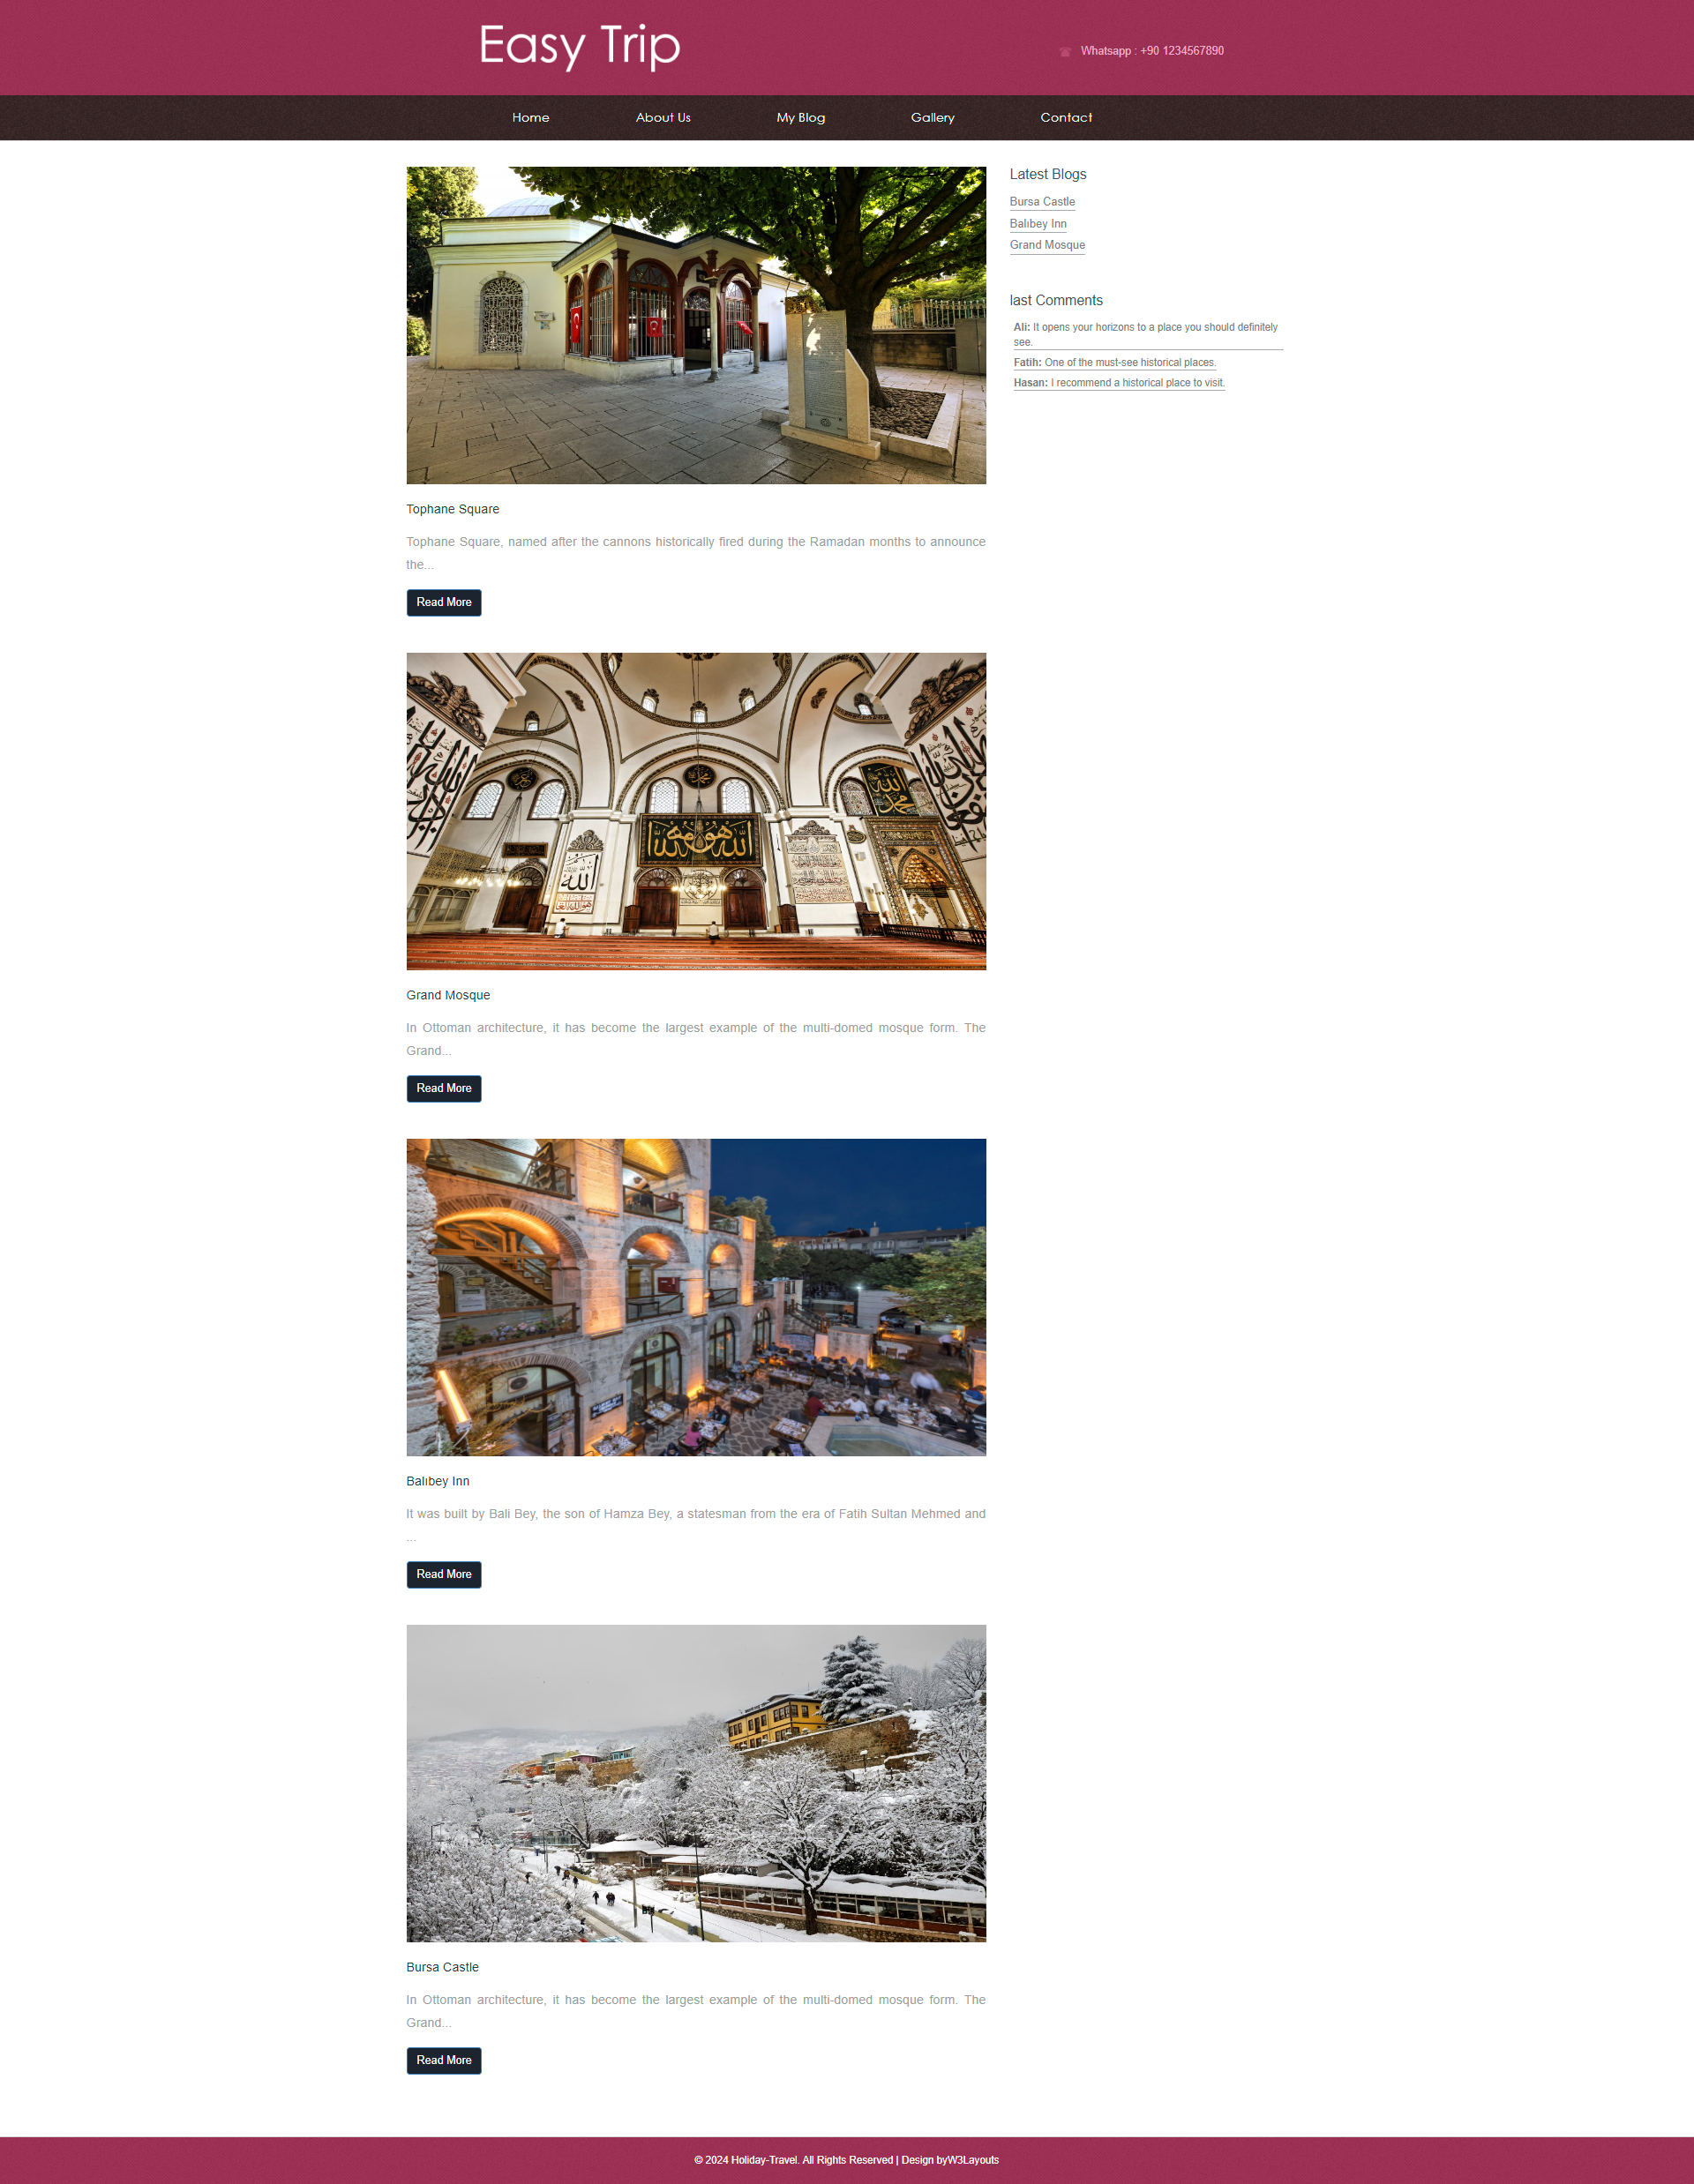 Easy Trip
Whatsapp : +90 1234567890
Home
About Us
My Blog
Gallery
Contact
Tophane Square
Tophane Square, named after the cannons historically fired during the Ramadan months to announce
the...
Read More
Grand Mosque
In Ottoman architecture, it has become the largest example of the multi-domed mosque form. The
Grand...
Read More
Balıbey Inn
It was built by Bali Bey, the son of Hamza Bey, a statesman from the era of Fatih Sultan Mehmed and
...
Read More
Bursa Castle
In Ottoman architecture, it has become the largest example of the multi-domed mosque form. The
Grand...
Read More
Latest Blogs
Bursa Castle
Balıbey Inn
Grand Mosque
last Comments
Ali: It opens your horizons to a place you should definitely
see.
Fatih: One of the must-see historical places.
Hasan: I recommend a historical place to visit.
© 2024 Holiday-Travel. All Rights Reserved | Design byW3Layouts